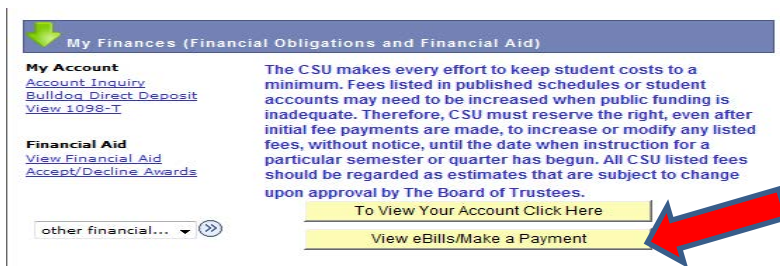 My Finances (Financial Obligations and Financial Aid)
My Account
Account Inquiry
Bulldog Direct Deposit
View 1098-T
Financial Aid
View Financial Aid
Accept/Decline Awards
other financial...
The CSU makes every effort to keep student costs to a
minimum. Fees listed in published schedules or student
accounts may need to be increased when public funding is
inadequate. Therefore, CSU must reserve the right, even after
initial fee payments are made, to increase or modify any listed
fees, without notice, until the date when instruction for a
particular semester or quarter has begun. All CSU listed fees
should be regarded as estimates that are subject to change
upon approval by The Board of Trustees.
To View Your Account Click Here
View eBills/Make a Payment